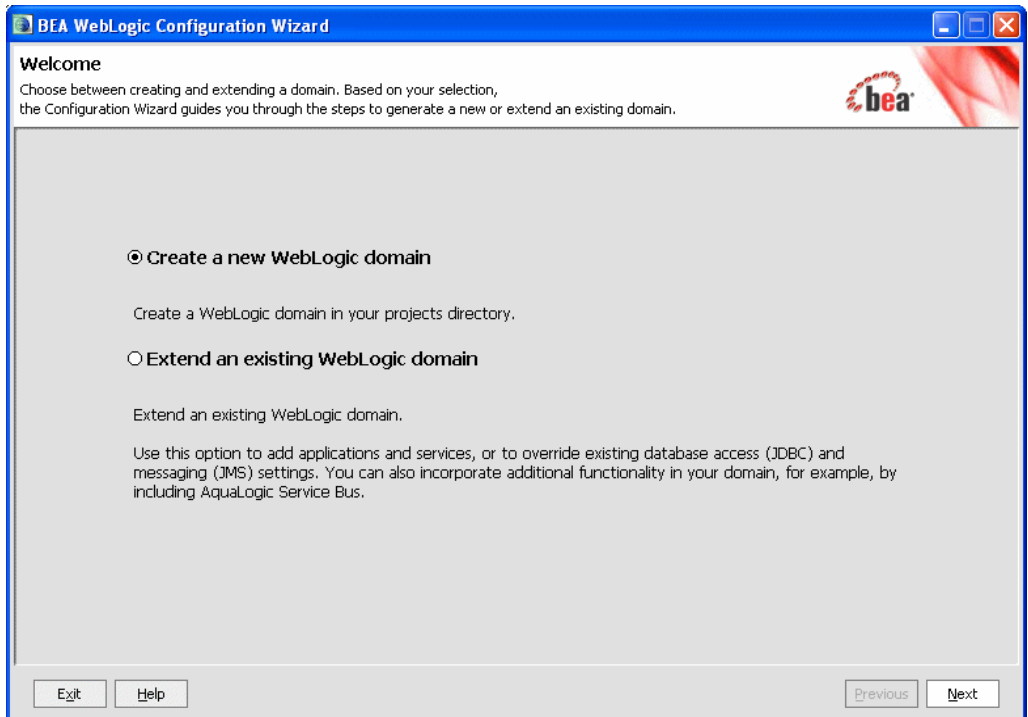 BEA WebLogic Configuration Wizard
Welcome
Choose between creating and extending a domain. Based on your selection,
the Configuration Wizard guides you through the steps to generate a new or extend an existing domain.
bea
Create a new WebLogic domain
Create a WebLogic domain in your projects directory.
Extend an existing WebLogic domain
Extend an existing WebLogic domain.
Use this option to add applications and services, or to override existing database access (JDBC) and
messaging (JMS) settings. You can also incorporate additional functionality in your domain, for example, by
including AquaLogic Service Bus.
Exit Help Previous Next